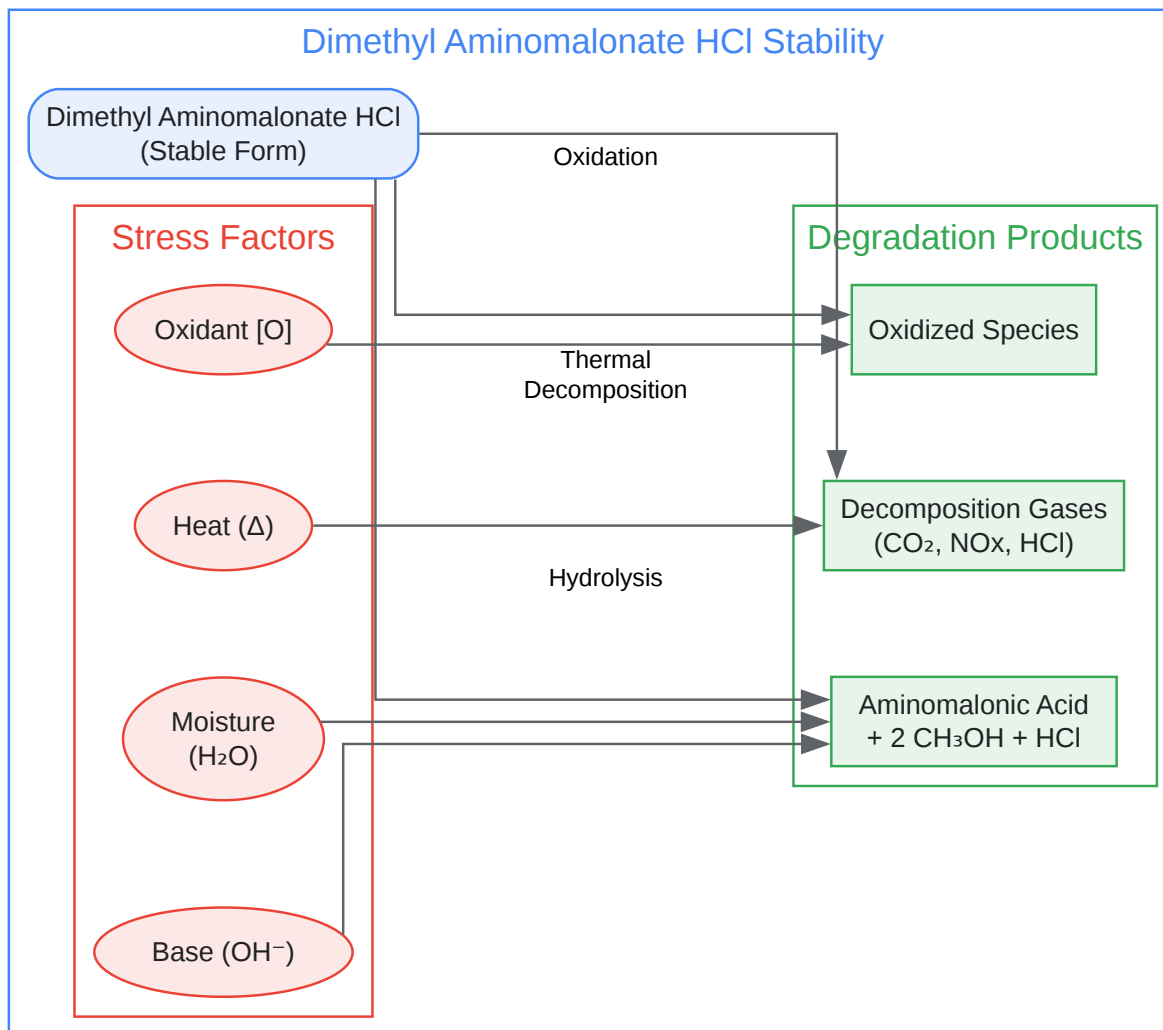 Dimethyl Aminomalonate HCl Stability
Dimethyl Aminomalonate HCl
(Stable Form)
Oxidation
Stress Factors
Degradation Products
Oxidant [O]
Oxidized Species
Thermal
Decomposition
Heat (Δ)
Decomposition Gases
(CO₂, NOx, HCl)
Hydrolysis
Moisture
(H₂O)
Aminomalonic Acid
+ 2 CH₃OH + HCl
Base (OH⁻)